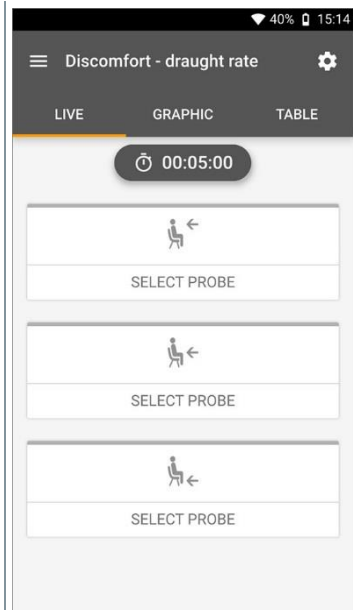 40% 15:14
Discomfort - draught rate
LIVE GRAPHIC TABLE
00:05:00
SELECT PROBE
SELECT PROBE
SELECT PROBE